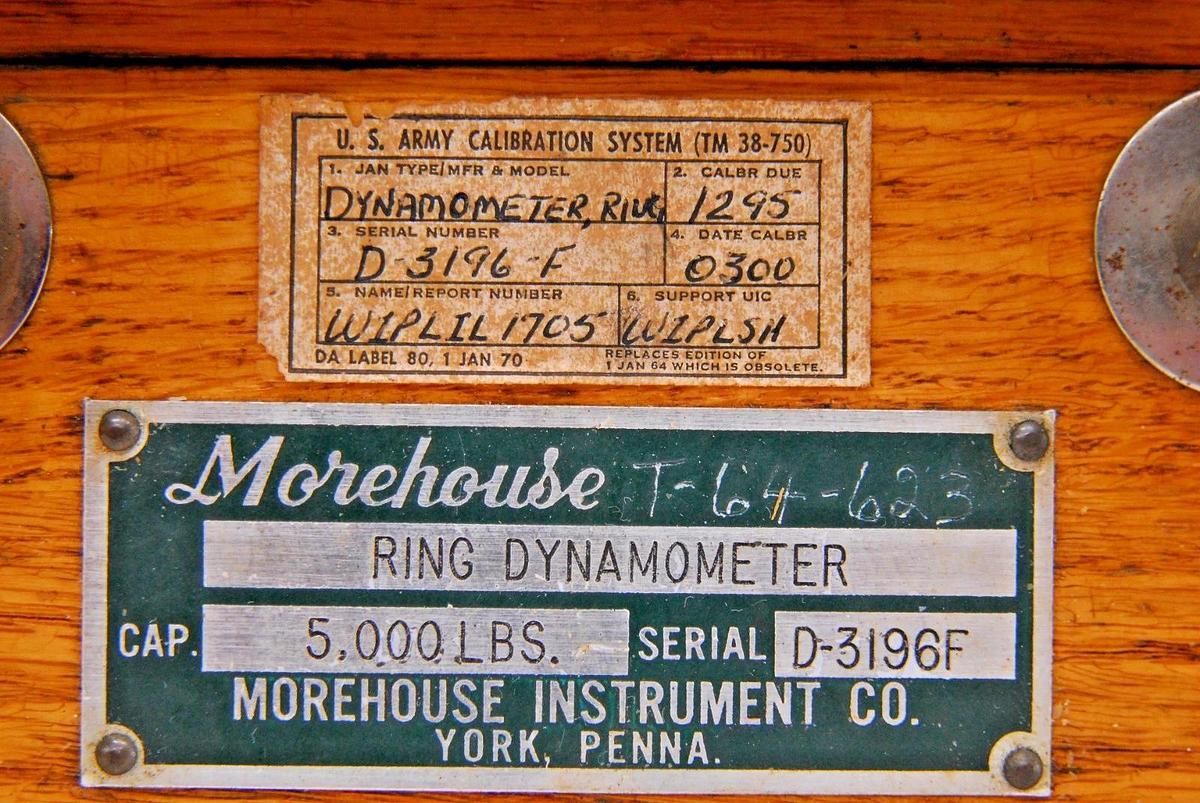 U. S. ARMY CALIBRATION SYSTEM (TM 38-750)
1. JAN TYPE/MFR & MODEL 2. CALBR DUE
DYNAMOMETER, RING 1295
3. SERIAL NUMBER 4. DATE CALBR
D-3196-F 0300
5. NAME/REPORT NUMBER 6. SUPPORT UIC
WIPLIL1705 WIPLSH
DA LABEL 80, 1 JAN 70 REPLACES EDITION OF
1 JAN 64 WHICH IS OBSOLETE.
Morehouse T-64-623
RING DYNAMOMETER
CAP. 5,000 LBS. SERIAL D-3196F
MOREHOUSE INSTRUMENT CO.
YORK, PENNA.